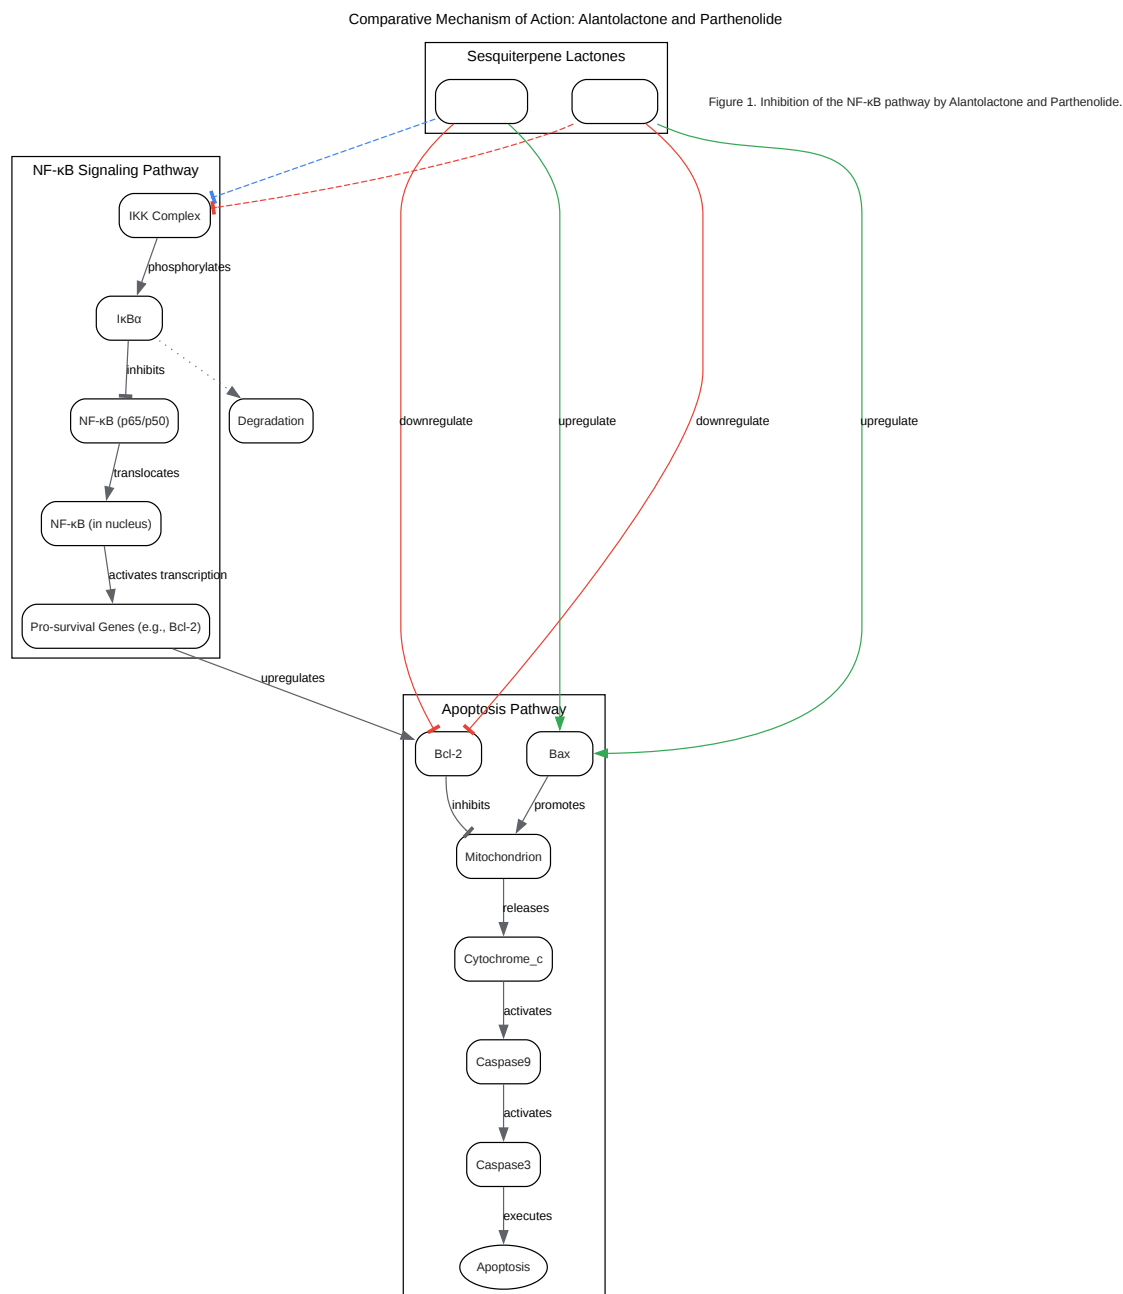 Comparative Mechanism of Action: Alantolactone and Parthenolide
Sesquiterpene Lactones
Figure 1. Inhibition of the NF-κB pathway by Alantolactone and Parthenolide.
NF-κB Signaling Pathway
IKK Complex
phosphorylates
IκBα
inhibits
NF-κB (p65/p50)
Degradation
downregulate
upregulate
downregulate
upregulate
translocates
NF-κB (in nucleus)
activates transcription
Pro-survival Genes (e.g., Bcl-2)
upregulates
Apoptosis Pathway
Bcl-2
Bax
inhibits
promotes
Mitochondrion
releases
Cytochrome_c
activates
Caspase9
activates
Caspase3
executes
Apoptosis